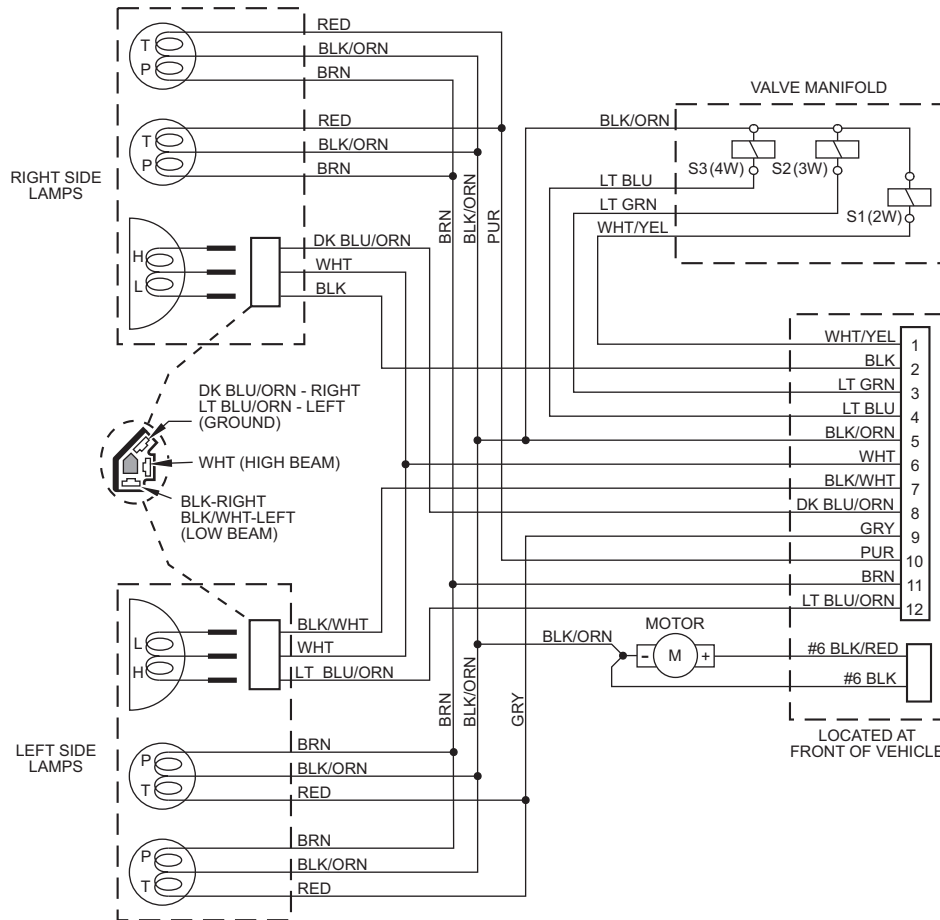 RED
BLK/ORN
BRN
T
P
RED
BLK/ORN
BRN
T
P
RIGHT SIDE
LAMPS
DK BLU/ORN
WHT
BLK
H
L
BRN
BLK/ORN
PUR
VALVE MANIFOLD
BLK/ORN
S3 (4W)
S2 (3W)
S1 (2W)
LT BLU
LT GRN
WHT/YEL
WHT/YEL 1
BLK 2
LT GRN 3
LT BLU 4
BLK/ORN 5
WHT 6
BLK/WHT 7
DK BLU/ORN 8
GRY 9
PUR 10
BRN 11
LT BLU/ORN 12
DK BLU/ORN - RIGHT
LT BLU/ORN - LEFT
(GROUND)
WHT (HIGH BEAM)
BLK-RIGHT
BLK/WHT-LEFT
(LOW BEAM)
BLK/WHT
WHT
LT BLU/ORN
L
H
BRN
BLK/ORN
GRY
BLK/ORN
MOTOR
- M +
#6 BLK/RED
#6 BLK
LOCATED AT
FRONT OF VEHICLE
LEFT SIDE
LAMPS
BRN
BLK/ORN
RED
P
T
BRN
BLK/ORN
RED
P
T